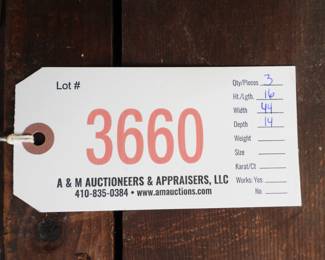 Lot #
3660
A & M AUCTIONEERS & APPRAISERS, LLC
410-835-0384 • www.amauctions.com
Qty/Pieces 3
Ht./Lgth. 16
Width 44
Depth 14
Weight
Size
Karat/Ct
Works: Yes
No